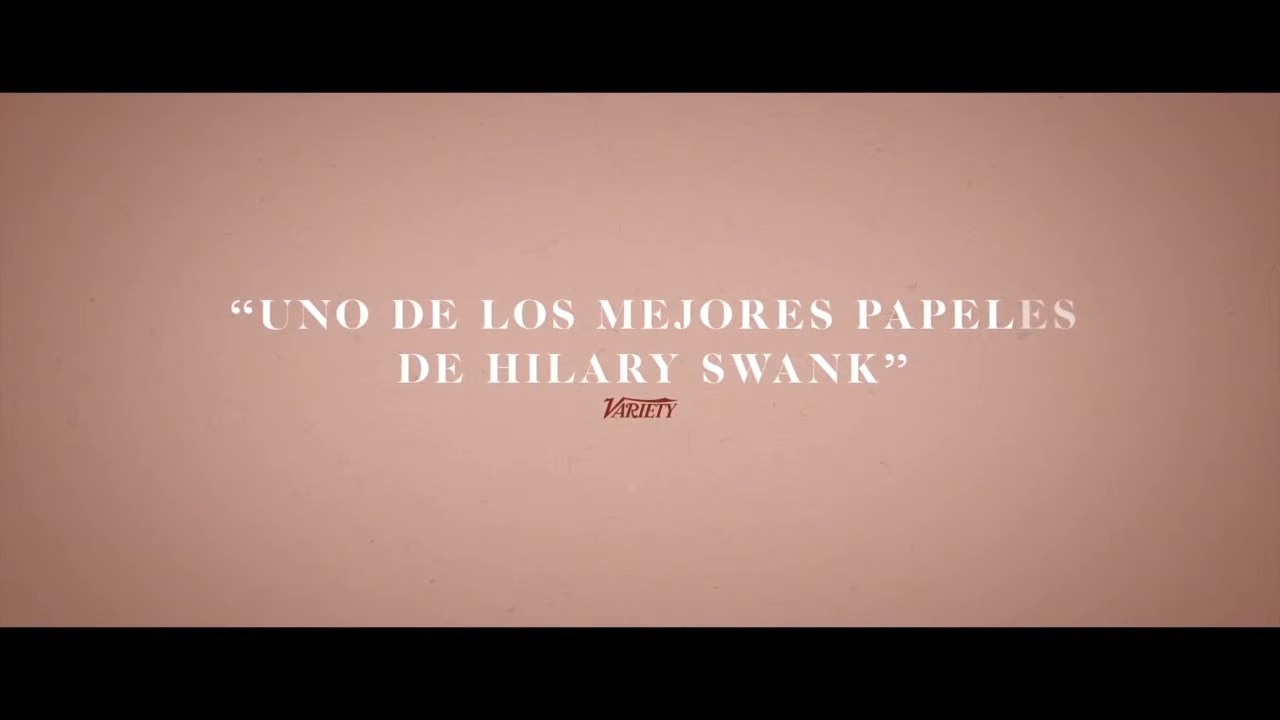 “UNO DE LOS MEJORES PAPELES
DE HILARY SWANK”
VARIETY